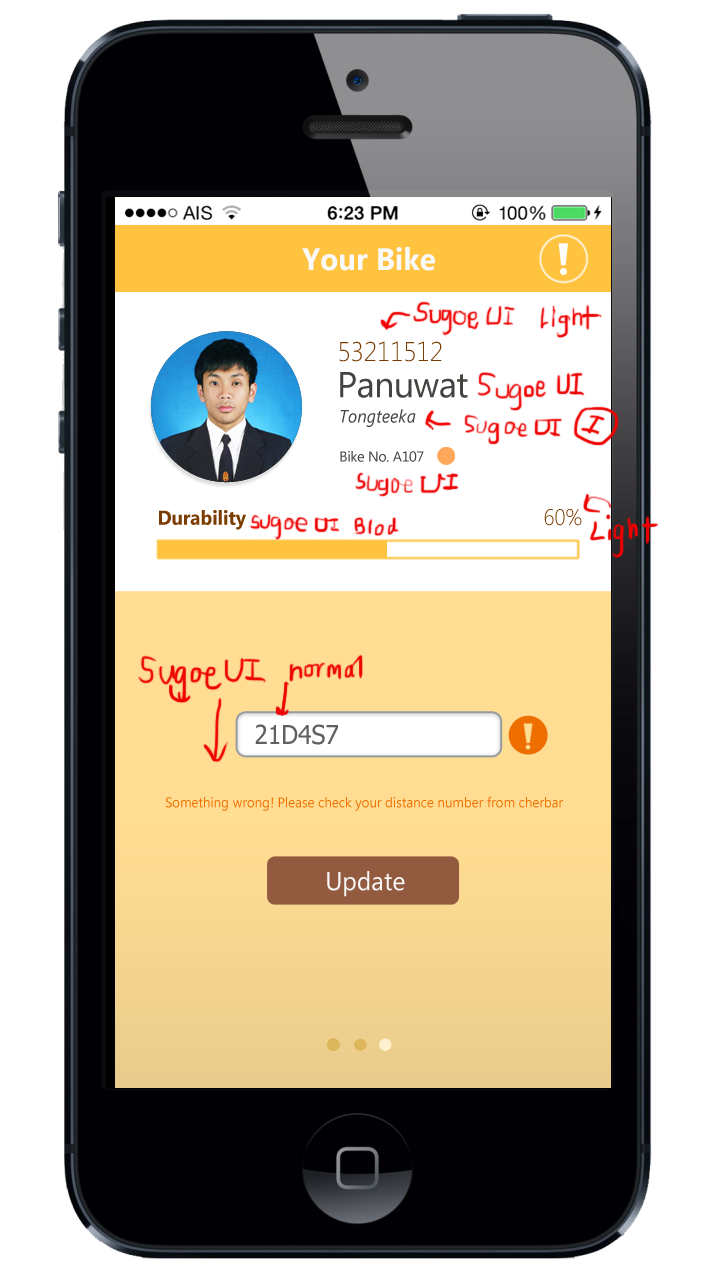 AIS 6:23 PM 100%
Your Bike !
Sugoe UI Light
53211512
Panuwat Sugoe UI
Tongteeka Sugoe UI I
Bike No. A107
Sugoe UI
Durability Sugoe UI Blod 60% L.
Light
Sugoe UI normal
21D4S7 !
Something wrong! Please check your distance number from cherbar
Update